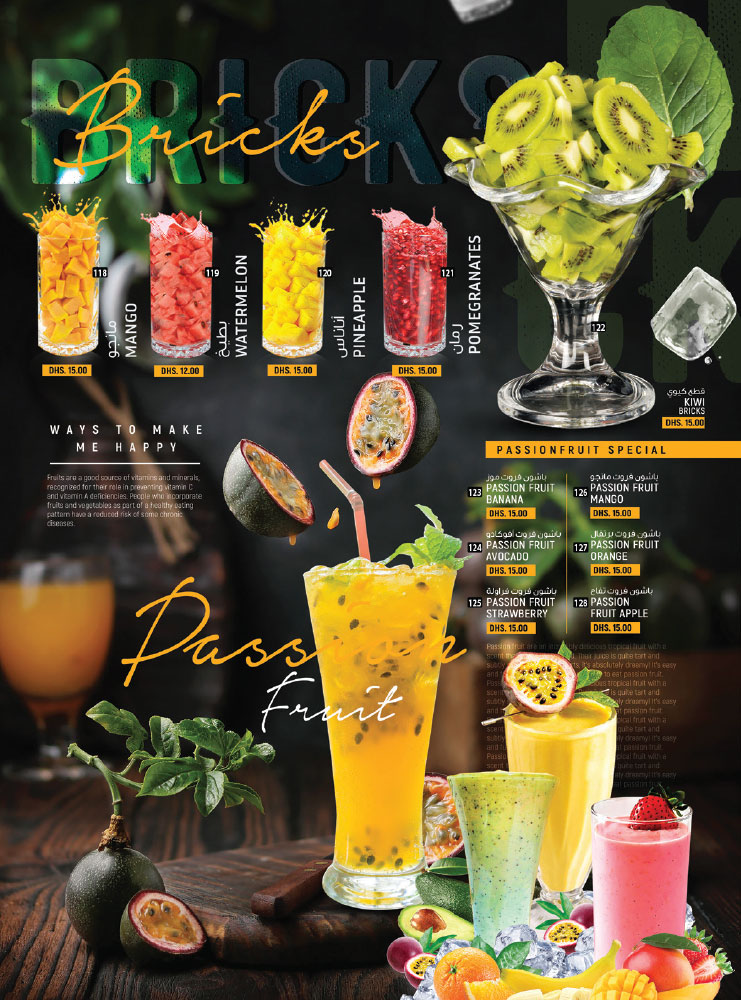 BRICKS
Bricks
118
مانجو
MANGO
DHS. 15.00
119
بطيخة
WATERMELON
DHS. 12.00
120
أناناس
PINEAPPLE
DHS. 15.00
121
رمان
POMEGRANATES
DHS. 15.00
122
قطع كيوي
KIWI
BRICKS
DHS. 15.00
WAYS TO MAKE
ME HAPPY
Fruits are a good source of vitamins and minerals,
recognized for their role in preventing vitamin C
and vitamin A deficiencies. People who incorporate
fruits and vegetables as part of a healthy eating
pattern have a reduced risk of some chronic
diseases.
PASSIONFRUIT SPECIAL
باشون فروت موز
123 PASSION FRUIT
BANANA
DHS. 15.00
باشون فروت افوكادو
124 PASSION FRUIT
AVOCADO
DHS. 15.00
باشون فروت فراولة
125 PASSION FRUIT
STRAWBERRY
DHS. 15.00
باشون فروت مانجو
126 PASSION FRUIT
MANGO
DHS. 15.00
باشون فروت برتقال
127 PASSION FRUIT
ORANGE
DHS. 15.00
باشون فروت تفاح
128 PASSION
FRUIT APPLE
DHS. 15.00
Passion
Fruit